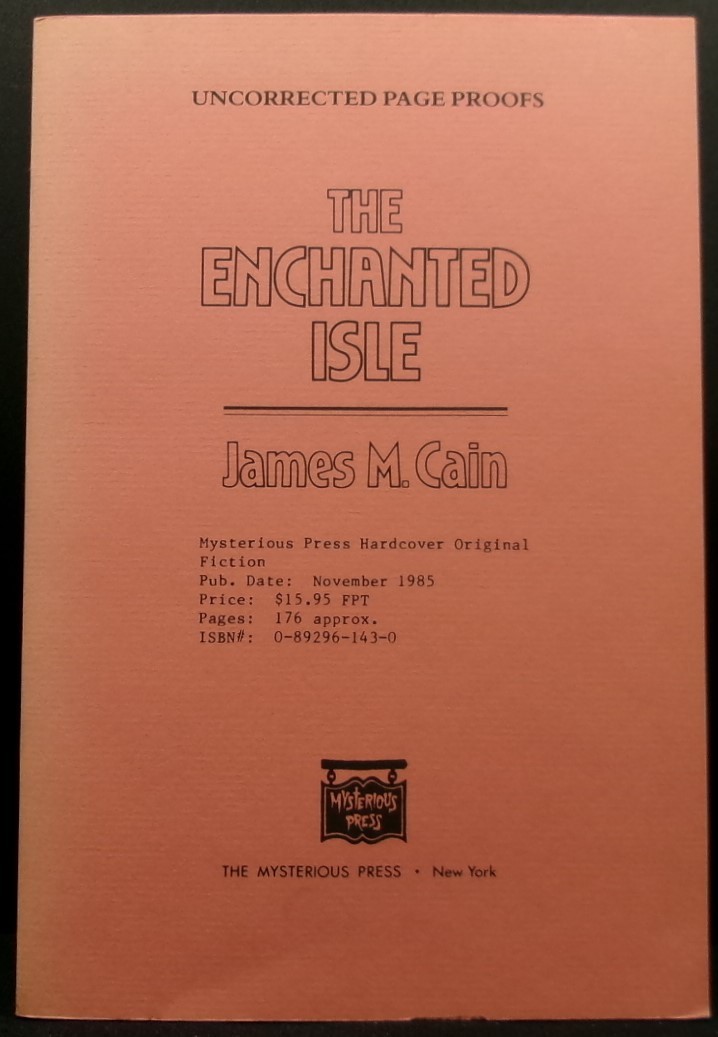 UNCORRECTED PAGE PROOFS
THE
ENCHANTED
ISLE
James M. Cain
Mysterious Press Hardcover Original
Fiction
Pub. Date:  November 1985
Price:  $15.95 FPT
Pages:  176 approx.
ISBN#:  0-89296-143-0
MYSTERIOUS
PRESS
THE MYSTERIOUS PRESS • New York